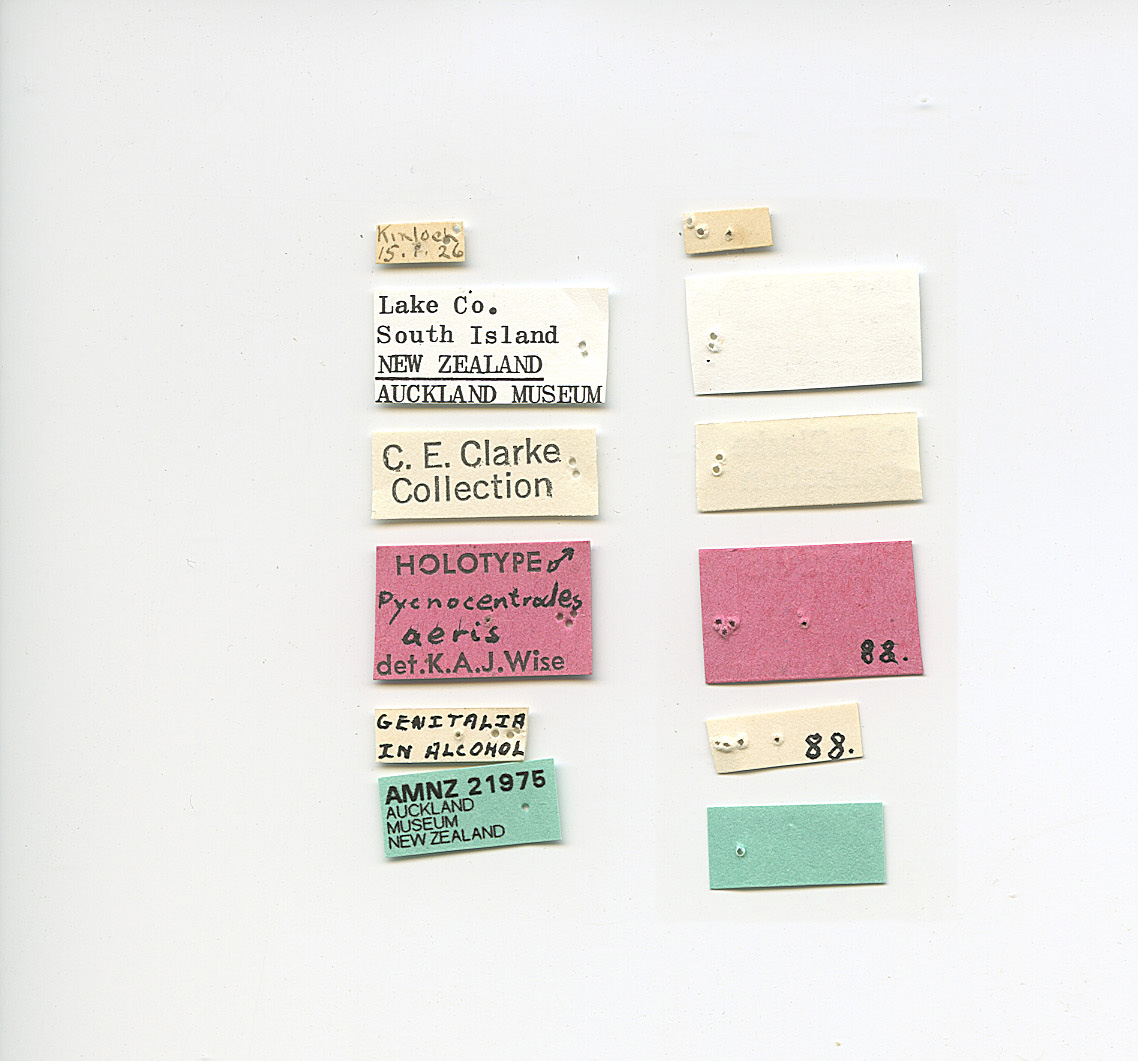 Kinloch
15. 1. 26
Lake Co.
South Island
NEW ZEALAND
AUCKLAND MUSEUM
C. E. Clarke
Collection
HOLOTYPE ♂
Pycnocentrodes
aeris
det.K.A.J.Wise
88.
GENITALIA
IN ALCOHOL
88.
AMNZ 21975
AUCKLAND
MUSEUM
NEW ZEALAND